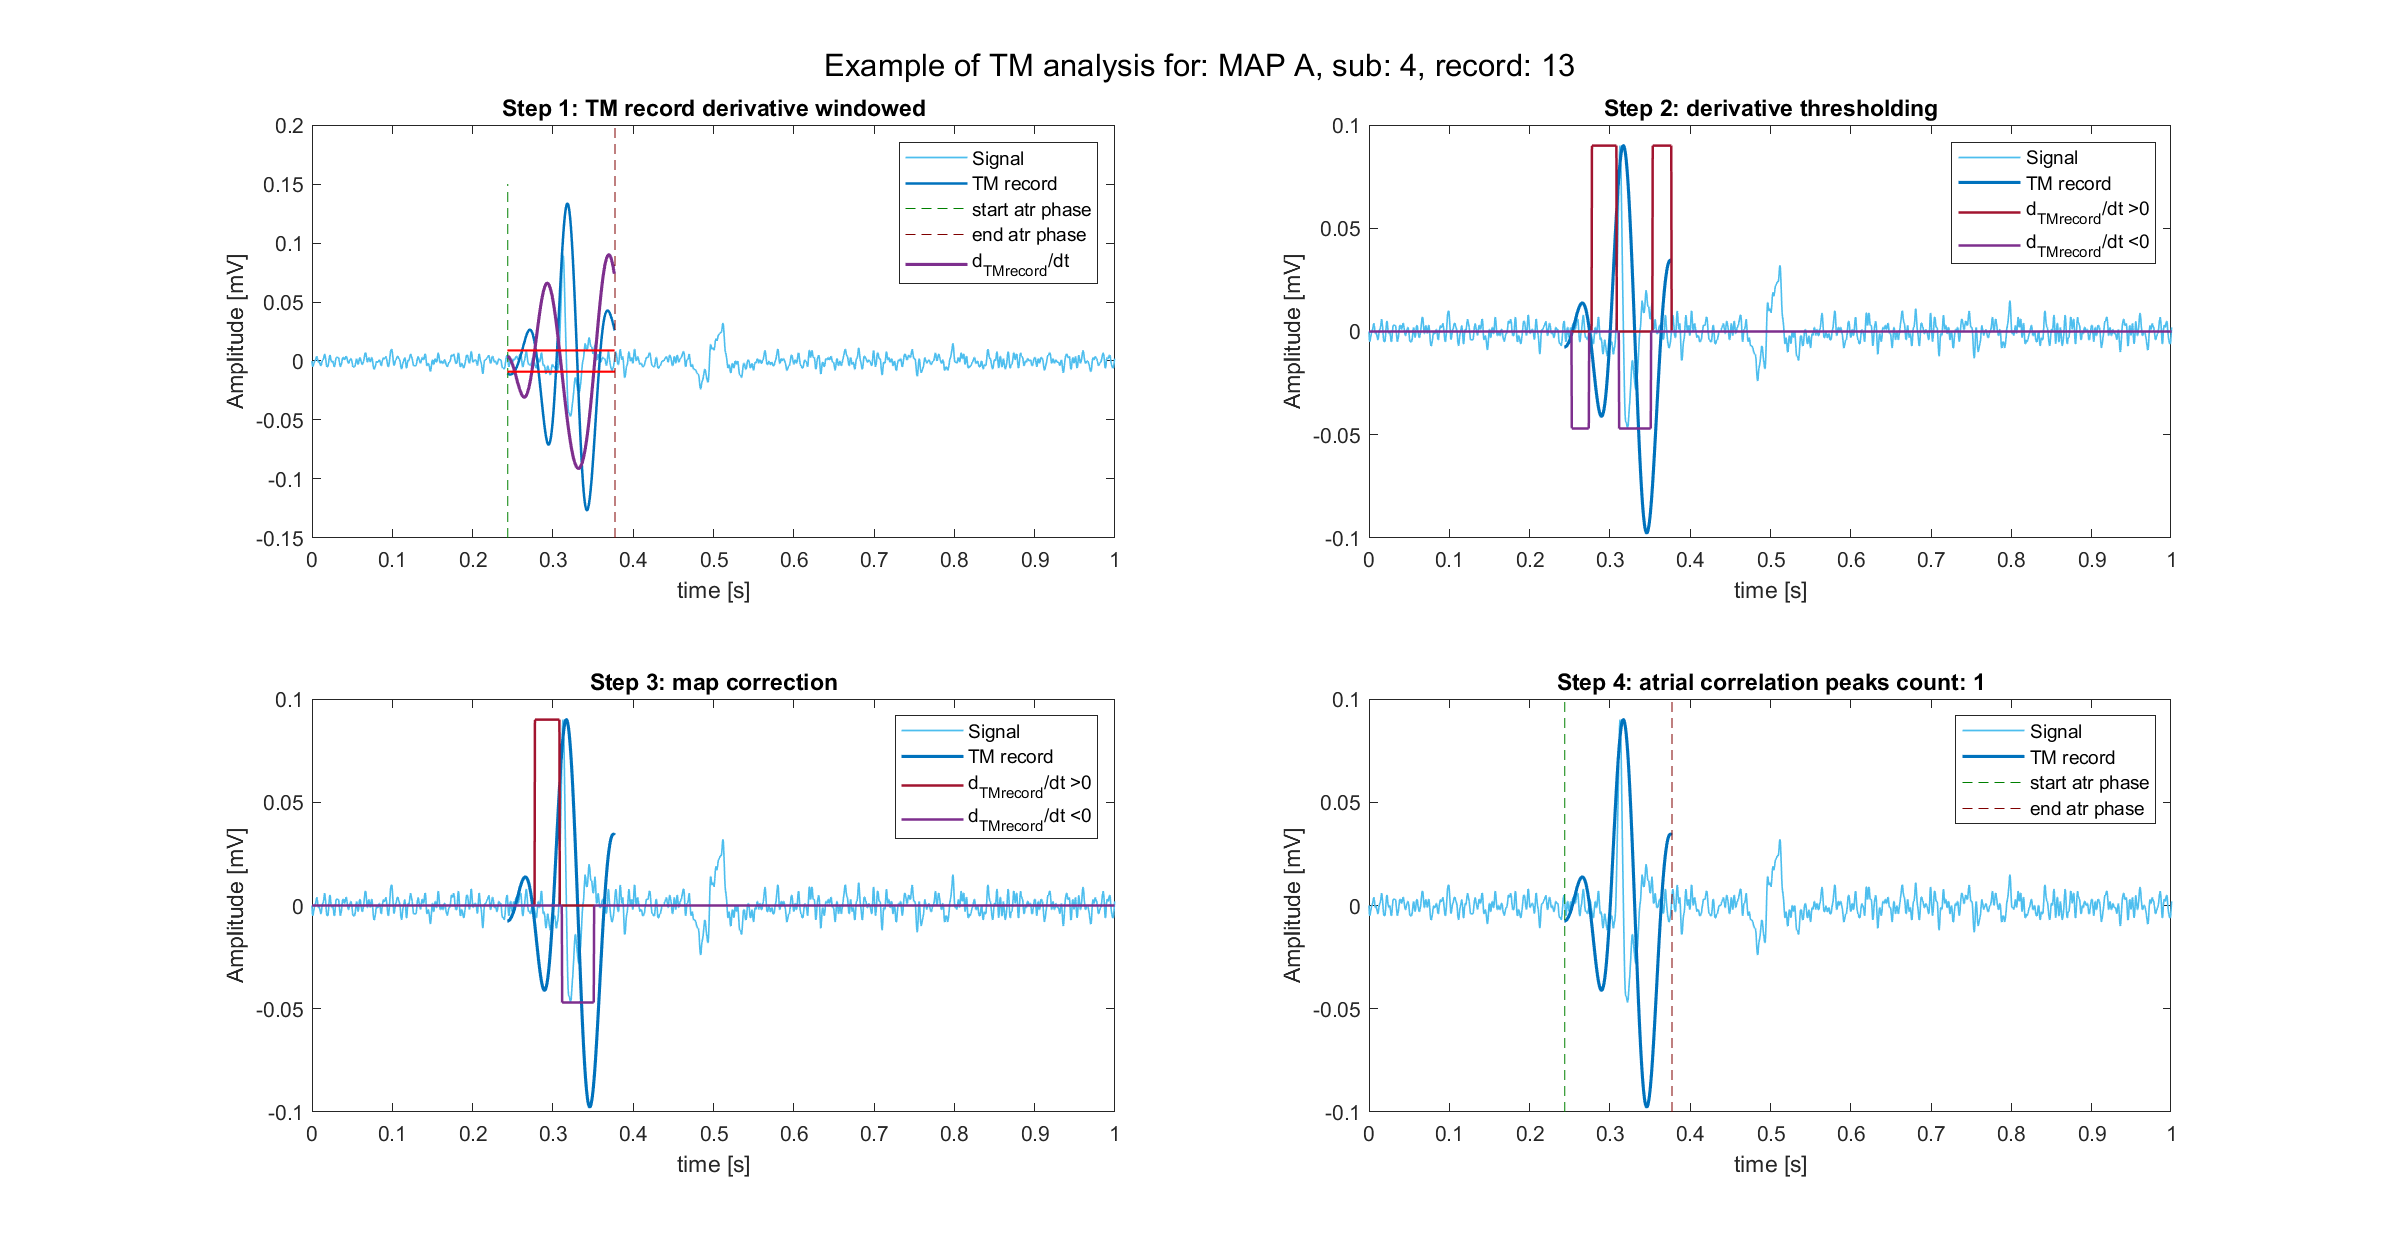 Example of TM analysis for: MAP A, sub: 4, record: 13
Step 1: TM record derivative windowed
0.2
0.15
0.1
0.05
0
-0.05
-0.1
-0.15
Amplitude [mV]
0 0.1 0.2 0.3 0.4 0.5 0.6 0.7 0.8 0.9 1
time [s]
Signal
TM record
start atr phase
end atr phase
dTMrecord/dt
Step 2: derivative thresholding
0.1
0.05
0
-0.05
-0.1
Amplitude [mV]
0 0.1 0.2 0.3 0.4 0.5 0.6 0.7 0.8 0.9 1
time [s]
Signal
TM record
dTMrecord/dt >0
dTMrecord/dt <0
Step 3: map correction
0.1
0.05
0
-0.05
-0.1
Amplitude [mV]
0 0.1 0.2 0.3 0.4 0.5 0.6 0.7 0.8 0.9 1
time [s]
Signal
TM record
dTMrecord/dt >0
dTMrecord/dt <0
Step 4: atrial correlation peaks count: 1
0.1
0.05
0
-0.05
-0.1
Amplitude [mV]
0 0.1 0.2 0.3 0.4 0.5 0.6 0.7 0.8 0.9 1
time [s]
Signal
TM record
start atr phase
end atr phase